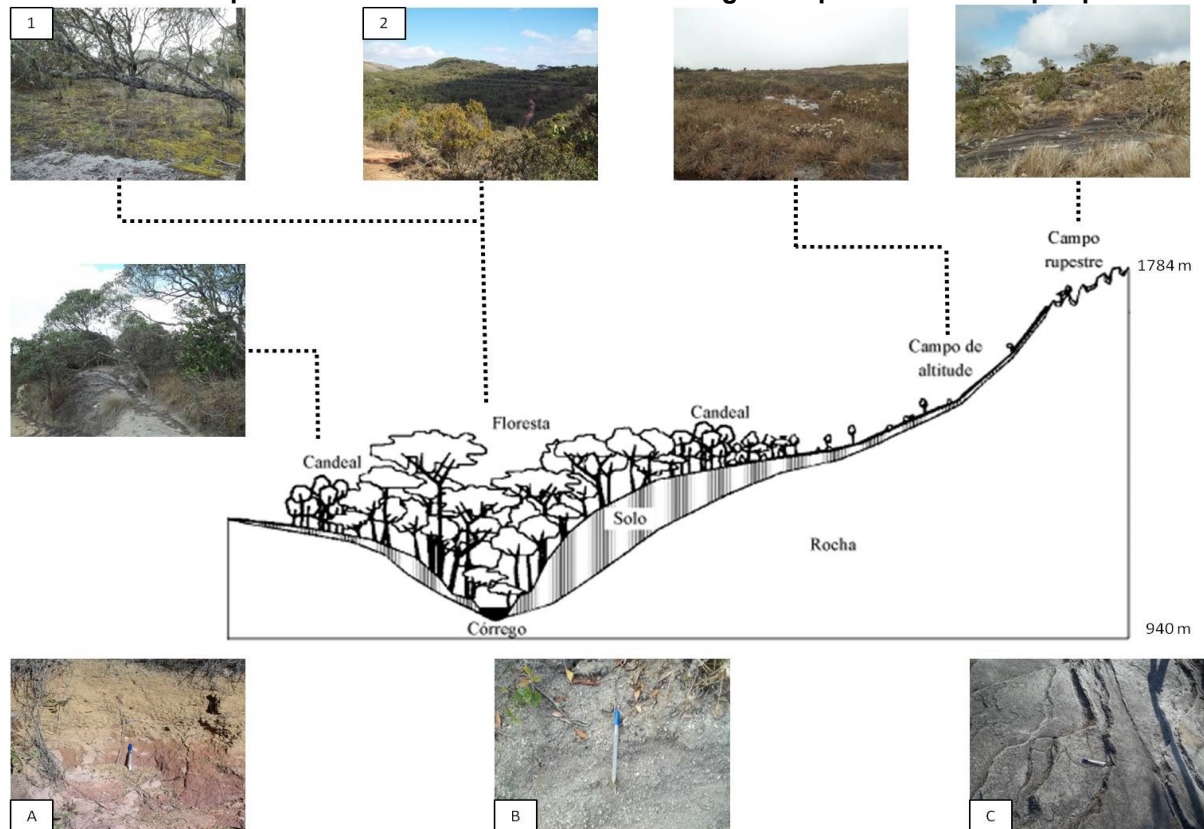 1
2
Campo
rupestre
1784 m
Campo de
altitude
Candeal
Floresta
Candeal
Solo
Rocha
Córrego
940 m
A
B
C